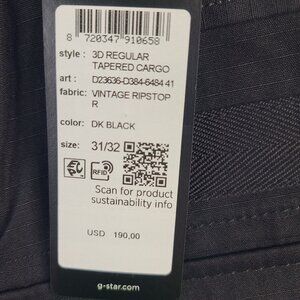 8 720347 910658
style : 3D REGULAR
TAPERED CARGO
art : D23636-D384-6484 41
fabric: VINTAGE RIPSTOP
R
color: DK BLACK
size: 31/32
RFID
Scan for product
sustainability info
USD 190,00
g-star.com